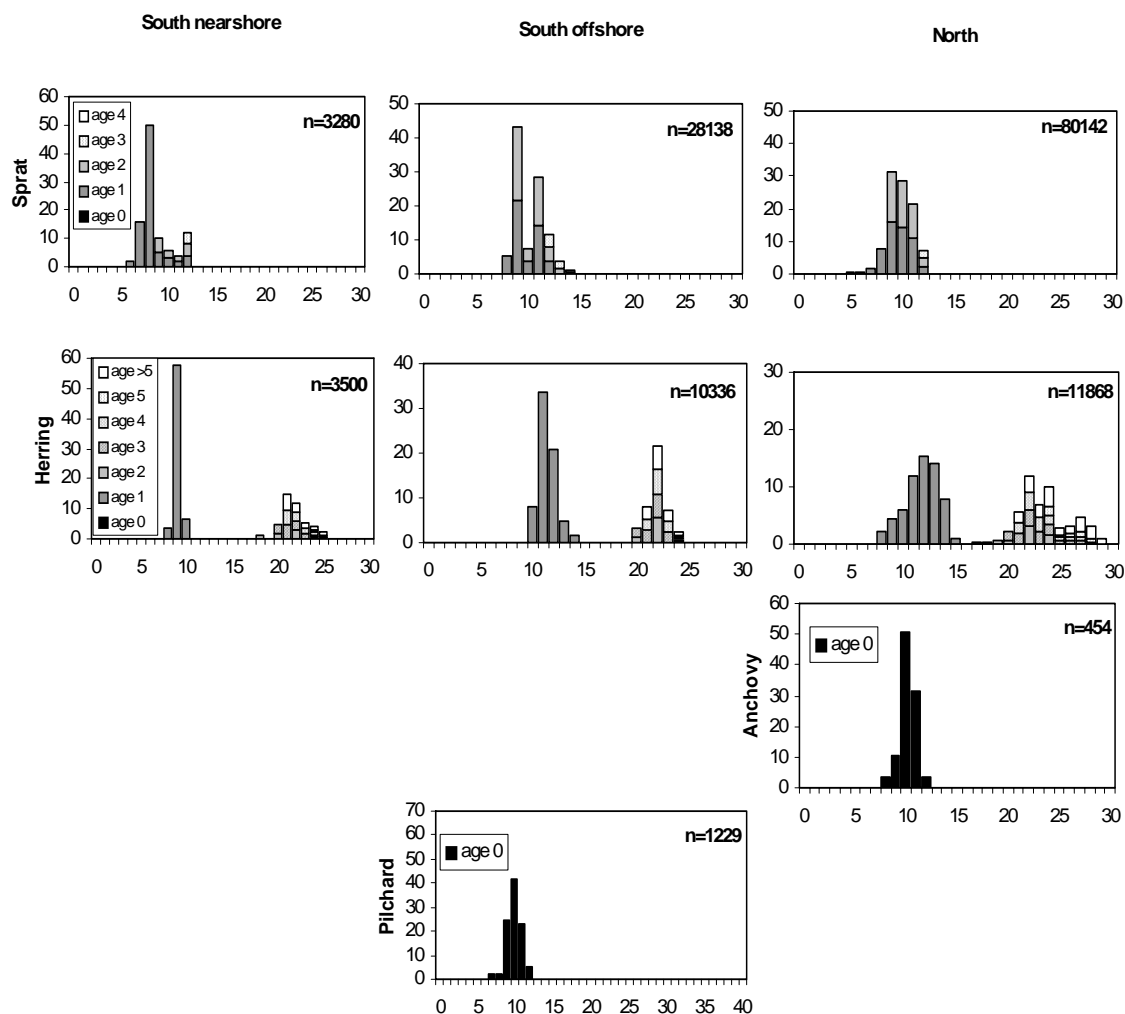 South nearshore
South offshore
North
Sprat
60
50
40
30
20
10
0
age 4
age 3
age 2
age 1
age 0
n=3280
0 5 10 15 20 25 30
50
40
30
20
10
0
n=28138
0 5 10 15 20 25 30
50
40
30
20
10
0
n=80142
0 5 10 15 20 25 30
Herring
60
50
40
30
20
10
0
age >5
age 5
age 4
age 3
age 2
age 1
age 0
n=3500
0 5 10 15 20 25 30
40
30
20
10
0
n=10336
0 5 10 15 20 25 30
30
20
10
0
n=11868
0 5 10 15 20 25 30
Anchovy
60
50
40
30
20
10
0
age 0
n=454
0 5 10 15 20 25 30
Pilchard
70
60
50
40
30
20
10
0
age 0
n=1229
0 5 10 15 20 25 30 35 40